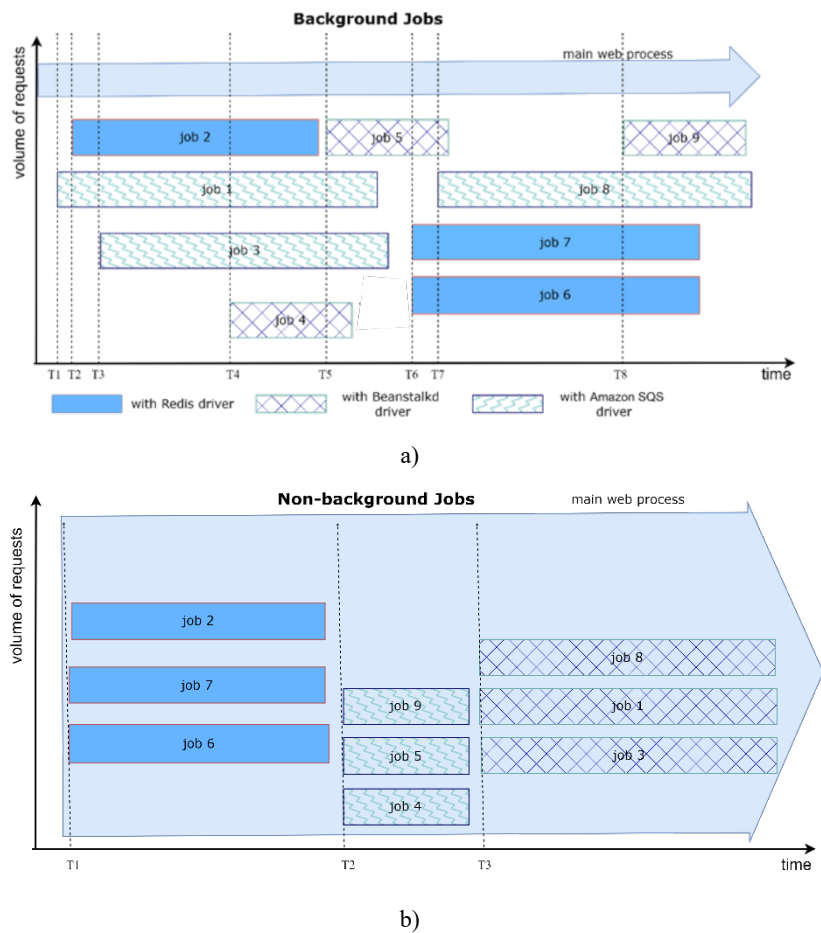 Background Jobs
volume of requests
main web process
job 2
job 5
job 9
job 1
job 8
job 3
job 7
job 6
job 4
T1 T2 T3 T4 T5 T6 T7 T8
time
with Redis driver
with Beanstalkd
driver
with Amazon SQS
driver
a)
Non-background Jobs
main web process
volume of requests
job 2
job 8
job 7
job 9
job 1
job 6
job 5
job 3
job 4
T1 T2 T3
time
b)